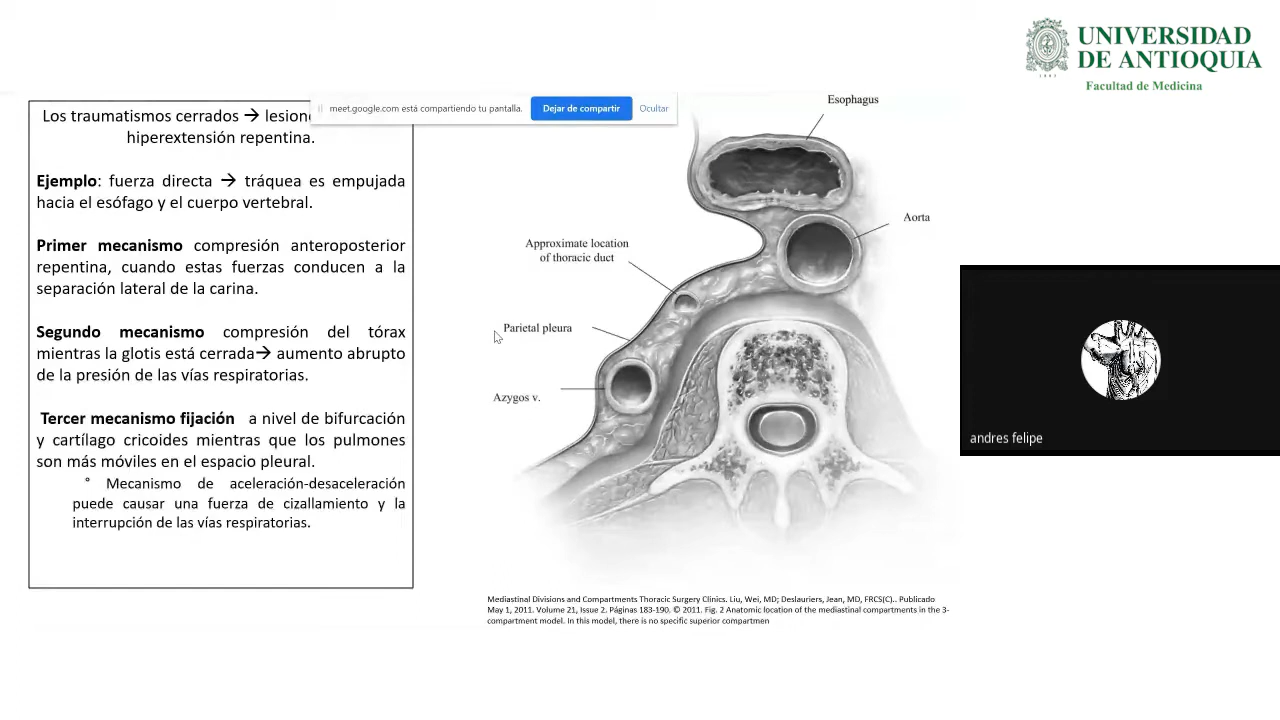 UNIVERSIDAD
DE ANTIOQUIA
1803
Facultad de Medicina
meet.google.com está compartiendo tu pantalla.
Dejar de compartir
Ocultar
Los traumatismos cerrados → 
hiperextensión repentina.
Ejemplo: fuerza directa → tráquea es empujada
hacia el esófago y el cuerpo vertebral.
Primer mecanismo compresión anteroposterior
repentina, cuando estas fuerzas conducen a la
separación lateral de la carina.
Segundo mecanismo compresión del tórax
mientras la glotis está cerrada→ aumento abrupto
de la presión de las vías respiratorias.
Tercer mecanismo fijación a nivel de bifurcación
y cartílago cricoides mientras que los pulmones
son más móviles en el espacio pleural.
° Mecanismo de aceleración-desaceleración
puede causar una fuerza de cizallamiento y la
interrupción de las vías respiratorias.
Esophagus
Aorta
Approximate location
of thoracic duct
Parietal pleura
Azygos v.
Mediastinal Divisions and Compartments Thoracic Surgery Clinics. Liu, Wei, MD; Deslauriers, Jean, MD, FRCS(C).. Publicado
May 1, 2011. Volume 21, Issue 2. Páginas 183-190. © 2011. Fig. 2 Anatomic location of the mediastinal compartments in the 3-
compartment model. In this model, there is no specific superior compartmen
andres felipe